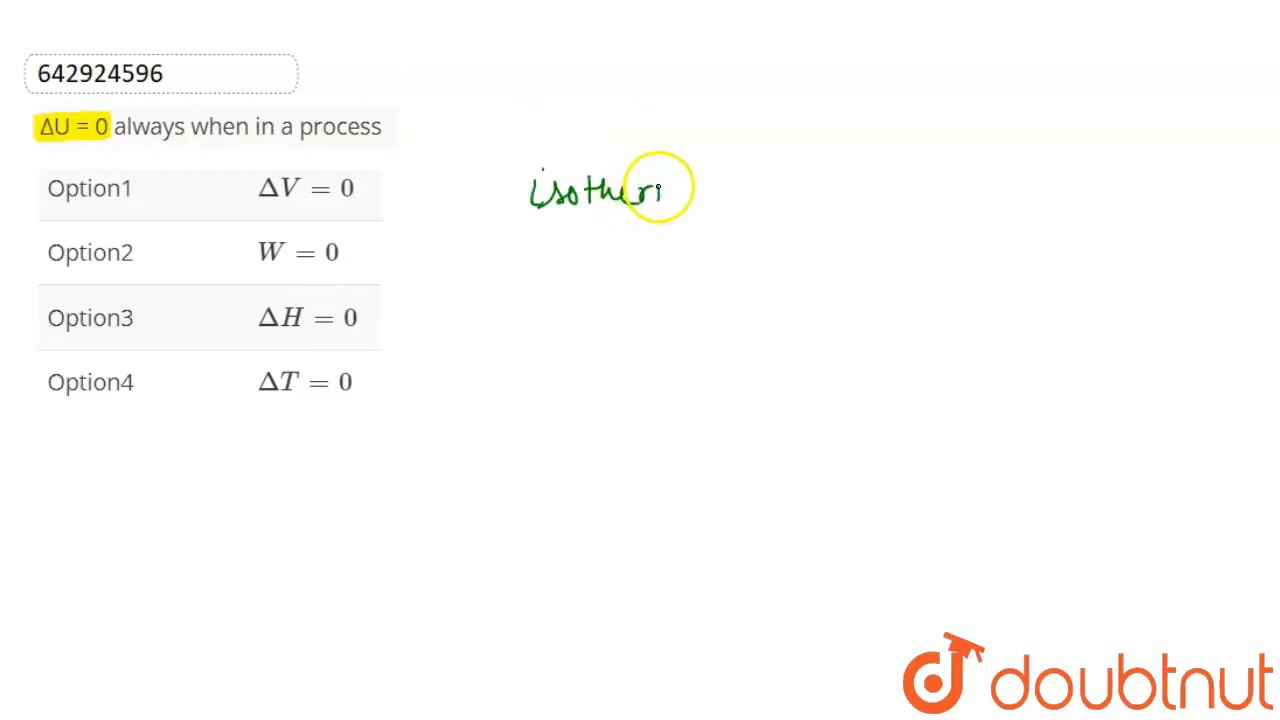 642924596
ΔU = 0 always when in a process
Option1 ΔV = 0
Option2 W = 0
Option3 ΔH = 0
Option4 ΔT = 0
doubtnut